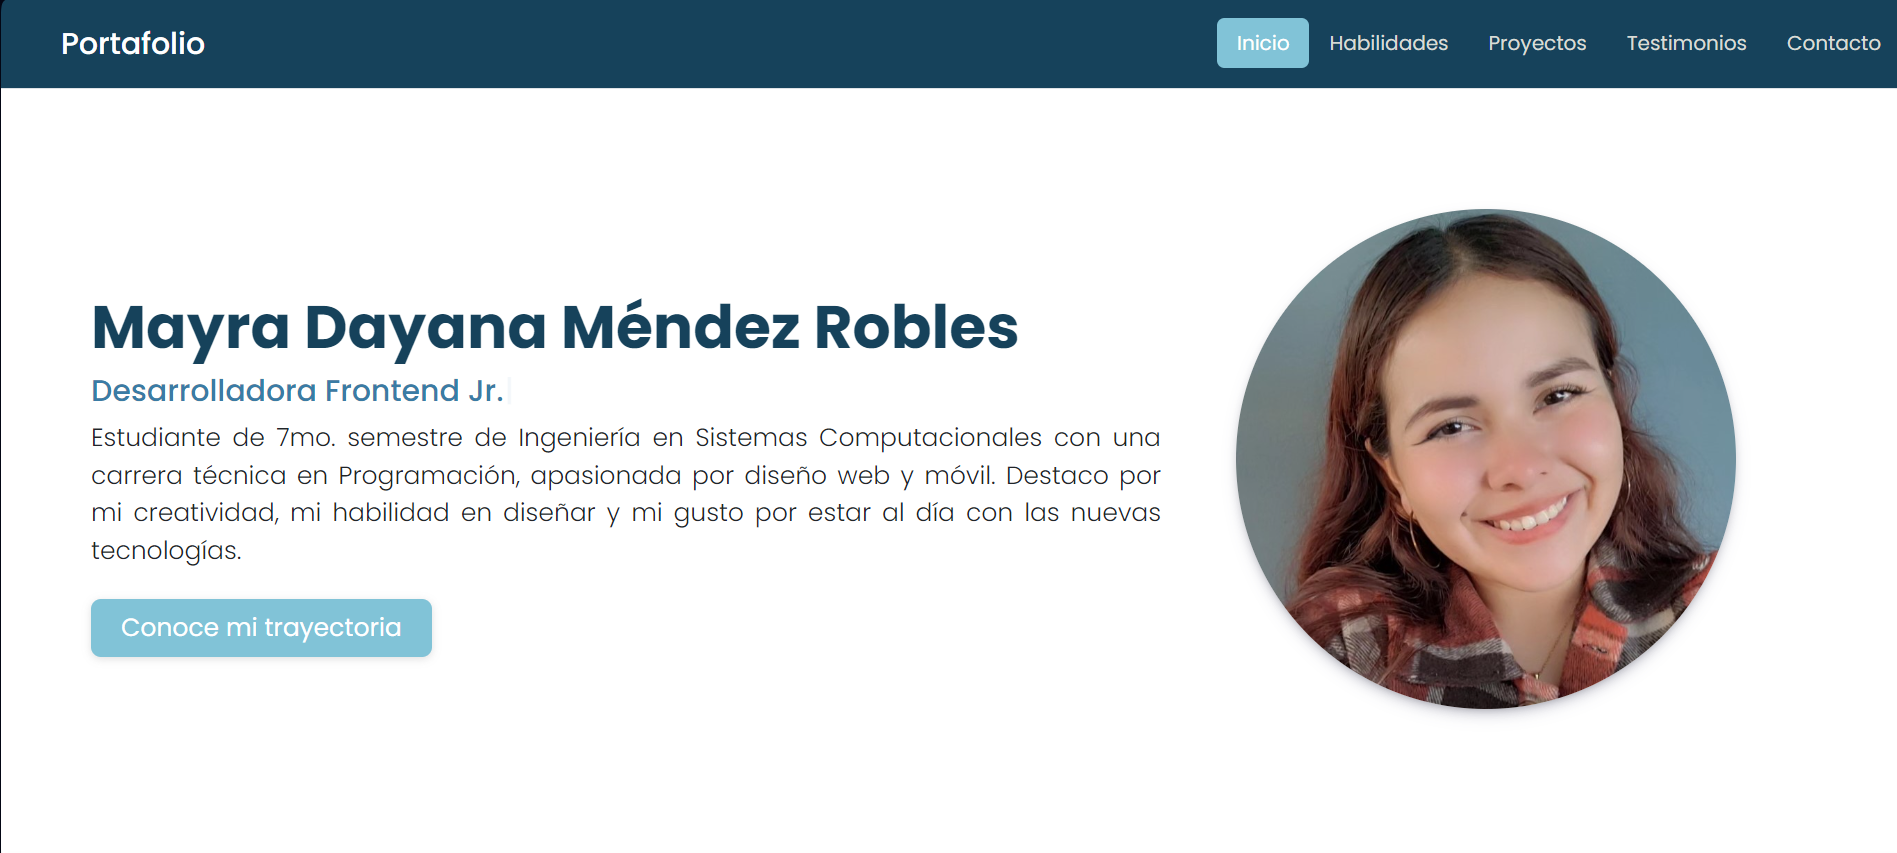 Portafolio
Inicio Habilidades Proyectos Testimonios Contacto
Mayra Dayana Méndez Robles
Desarrolladora Frontend Jr.
Estudiante de 7mo. semestre de Ingeniería en Sistemas Computacionales con una
carrera técnica en Programación, apasionada por diseño web y móvil. Destaco por
mi creatividad, mi habilidad en diseñar y mi gusto por estar al día con las nuevas
tecnologías.
Conoce mi trayectoria